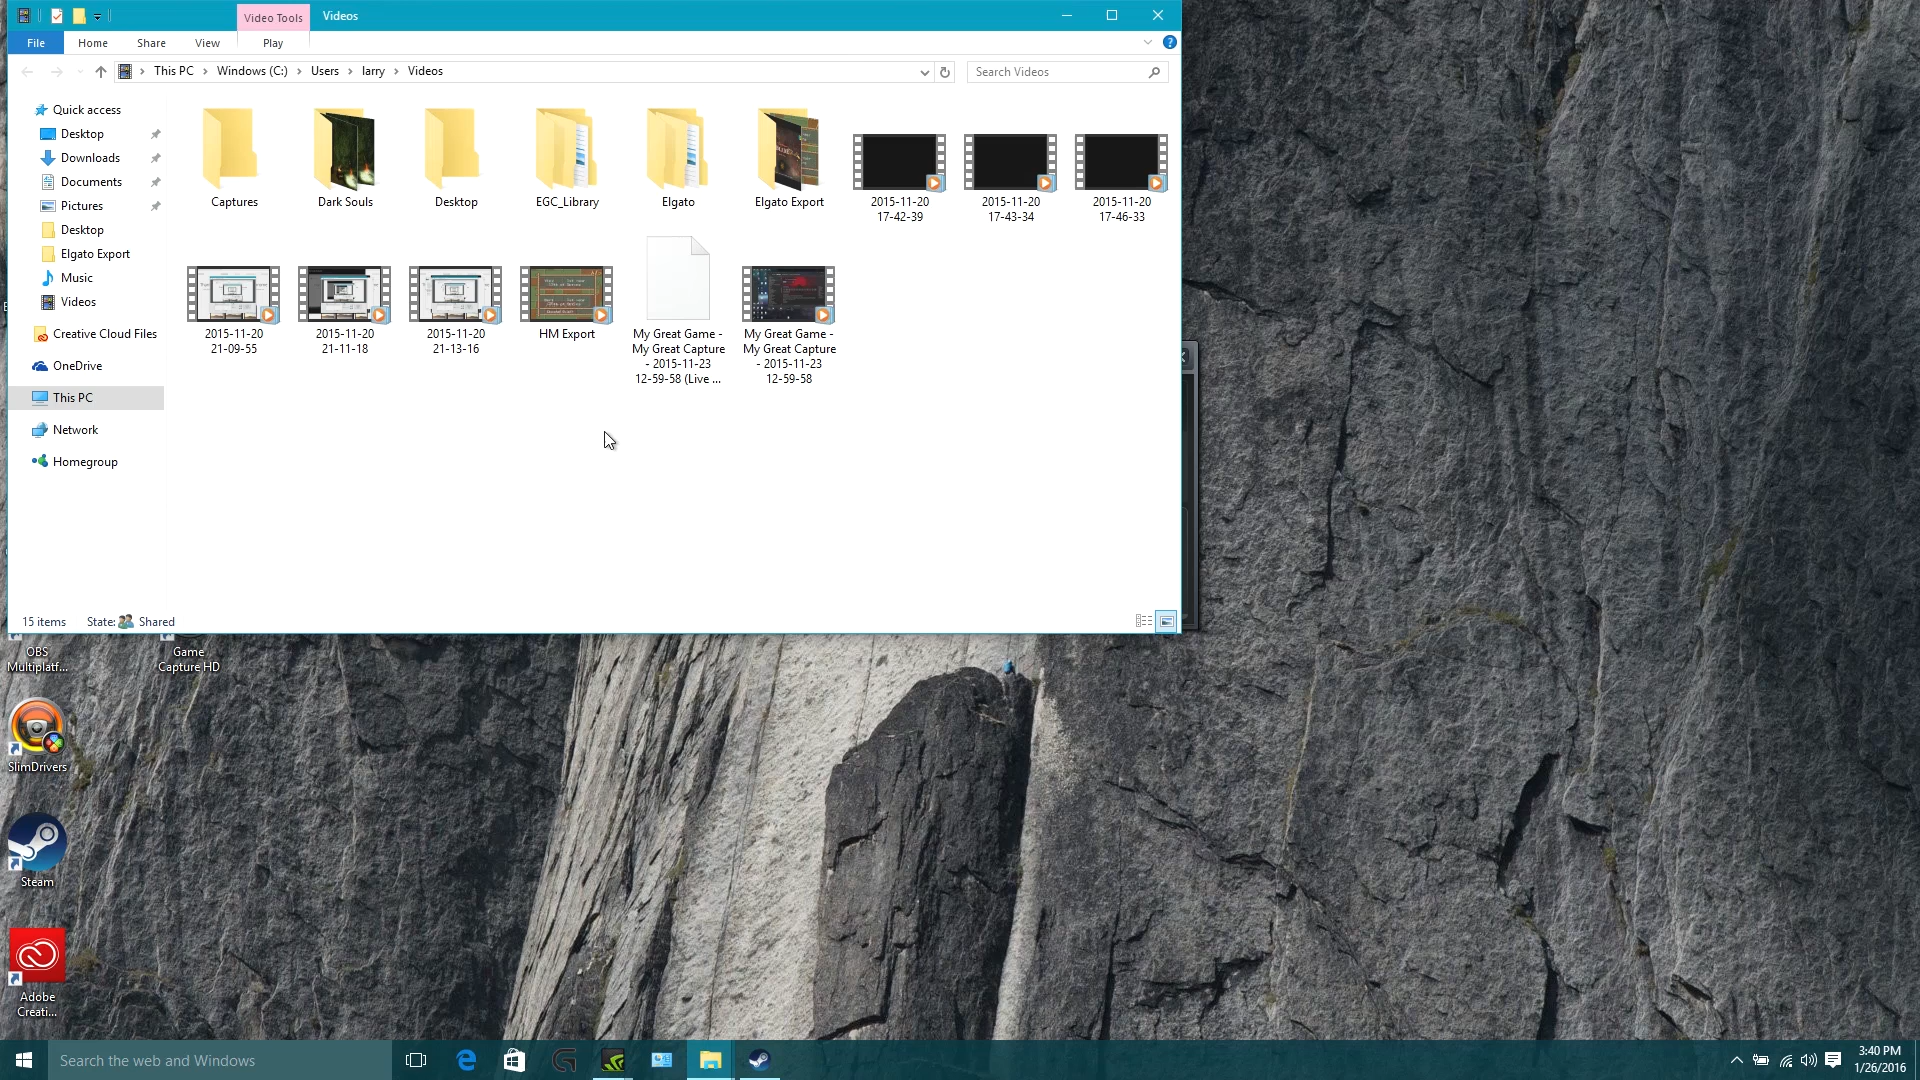 Video Tools
Videos
File
Home
Share
View
Play
This PC
Windows (C:)
Users
larry
Videos
Search Videos
Quick access
Desktop
Downloads
Documents
Pictures
Desktop
Elgato Export
Music
Videos
Creative Cloud Files
OneDrive
This PC
Network
Homegroup
Captures
Dark Souls
Desktop
EGC_Library
Elgato
Elgato Export
2015-11-20
17-42-39
2015-11-20
17-43-34
2015-11-20
17-46-33
2015-11-20
21-09-55
2015-11-20
21-11-18
2015-11-20
21-13-16
HM Export
My Great Game -
My Great Capture
- 2015-11-23
12-59-58 (Live ...
My Great Game -
My Great Capture
- 2015-11-23
12-59-58
15 items
State:
Shared
OBS
Multiplatf...
Game
Capture HD
SlimDrivers
Steam
Adobe
Creati...
Search the web and Windows
3:40 PM
1/26/2016